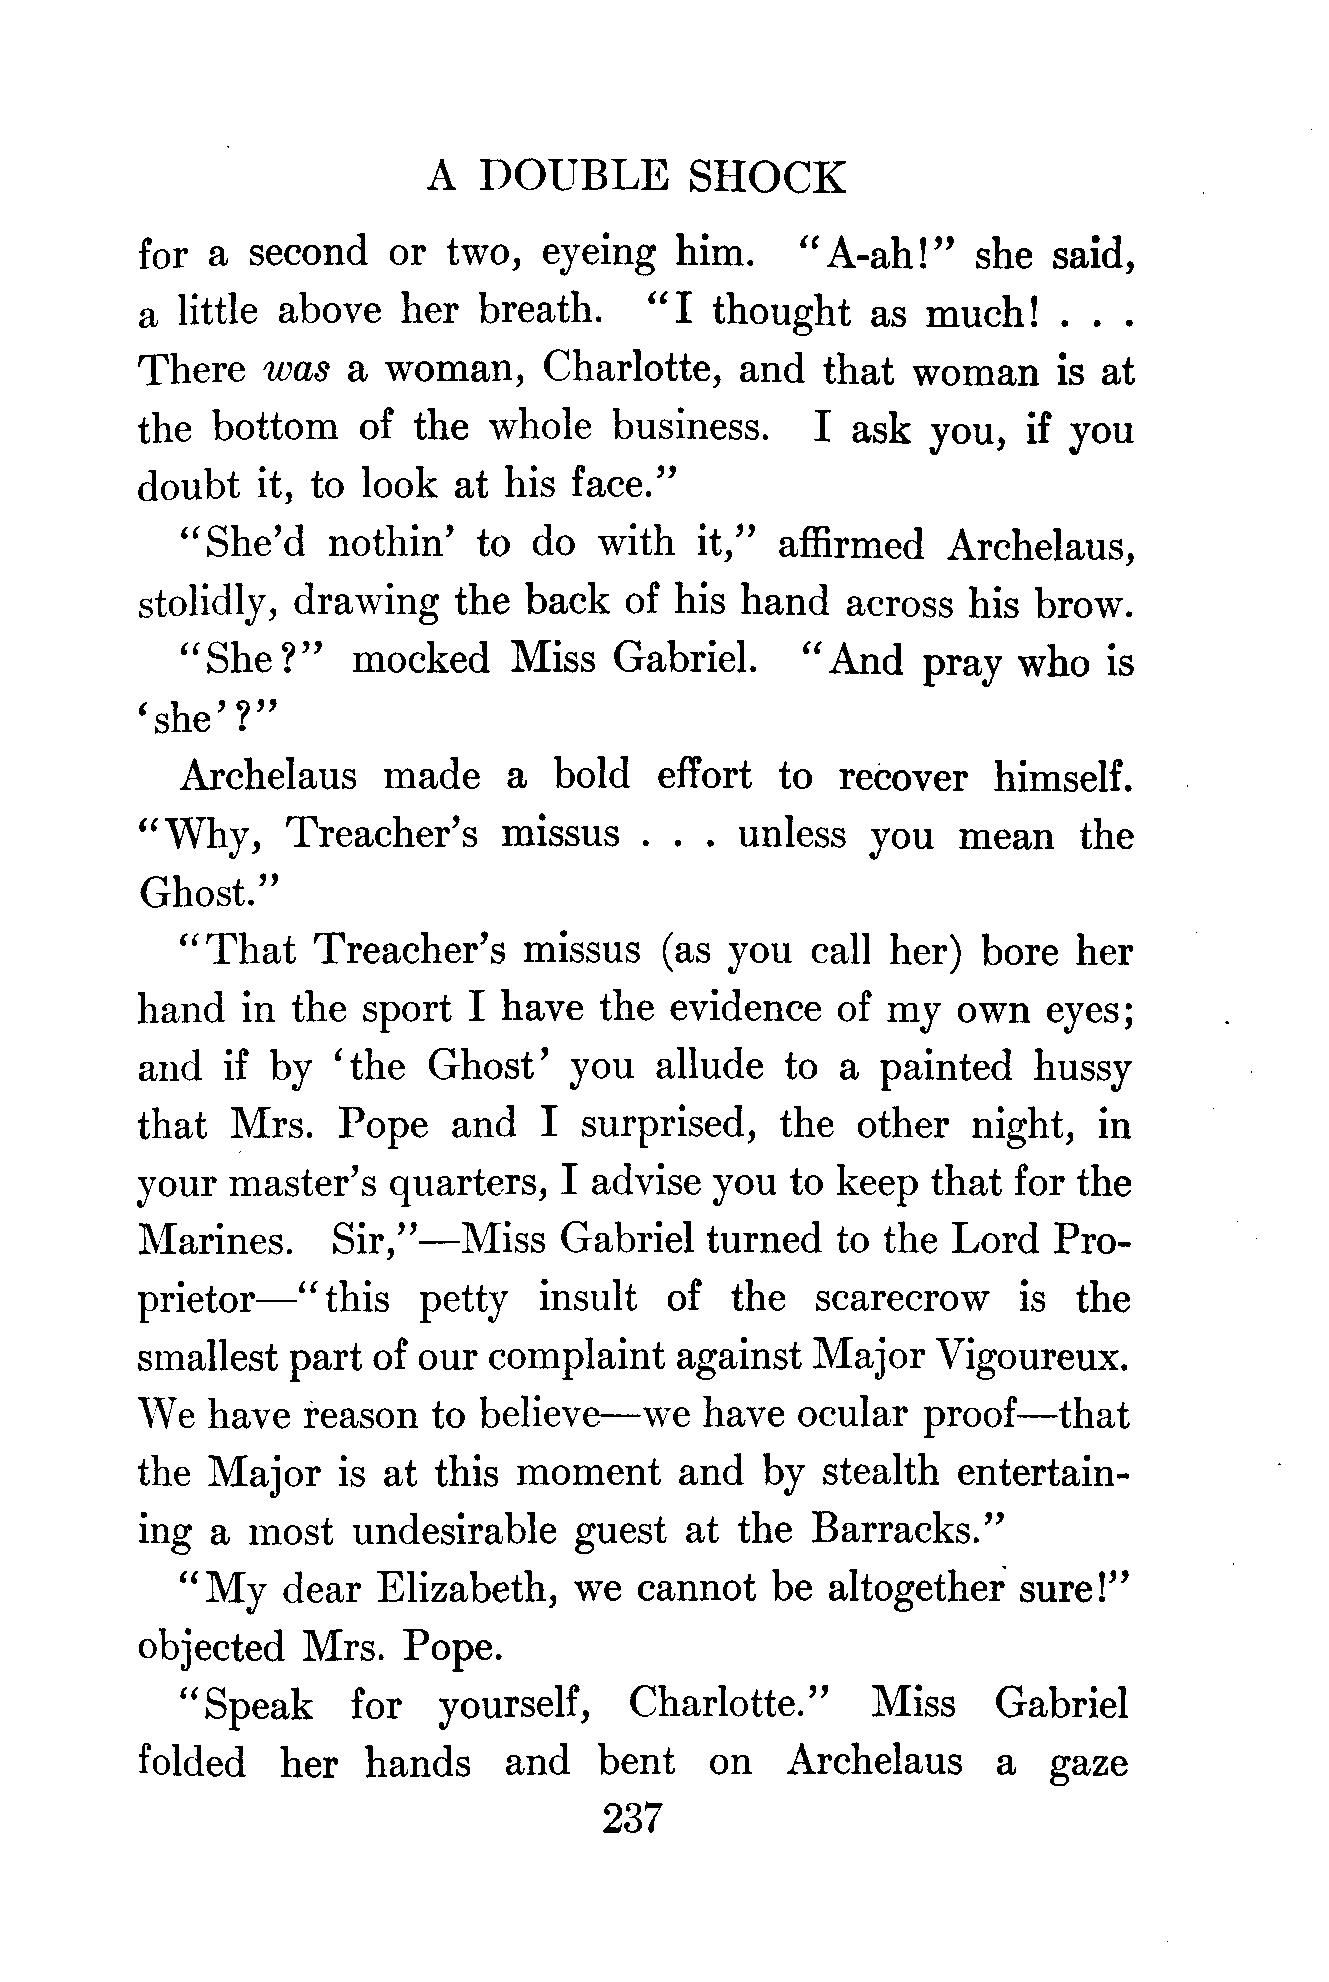 A DOUBLE SHOCK
for a second or two, eyeing him. “A-ah!” she said,
a little above her breath. “I thought as much! . . .
There was a woman, Charlotte, and that woman is at
the bottom of the whole business. I ask you, if you
doubt it, to look at his face.”
“She’d nothin’ to do with it,” affirmed Archelaus,
stolidly, drawing the back of his hand across his brow.
“She?” mocked Miss Gabriel. “And pray who is
‘she’?”
Archelaus made a bold effort to recover himself.
“Why, Treacher’s missus . . . unless you mean the
Ghost.”
“That Treacher’s missus (as you call her) bore her
hand in the sport I have the evidence of my own eyes;
and if by ‘the Ghost’ you allude to a painted hussy
that Mrs. Pope and I surprised, the other night, in
your master’s quarters, I advise you to keep that for the
Marines. Sir,”—Miss Gabriel turned to the Lord Pro-
prietor—“this petty insult of the scarecrow is the
smallest part of our complaint against Major Vigoureux.
We have reason to believe—we have ocular proof—that
the Major is at this moment and by stealth entertain-
ing a most undesirable guest at the Barracks.”
“My dear Elizabeth, we cannot be altogether sure!”
objected Mrs. Pope.
“Speak for yourself, Charlotte.” Miss Gabriel
folded her hands and bent on Archelaus a gaze
237